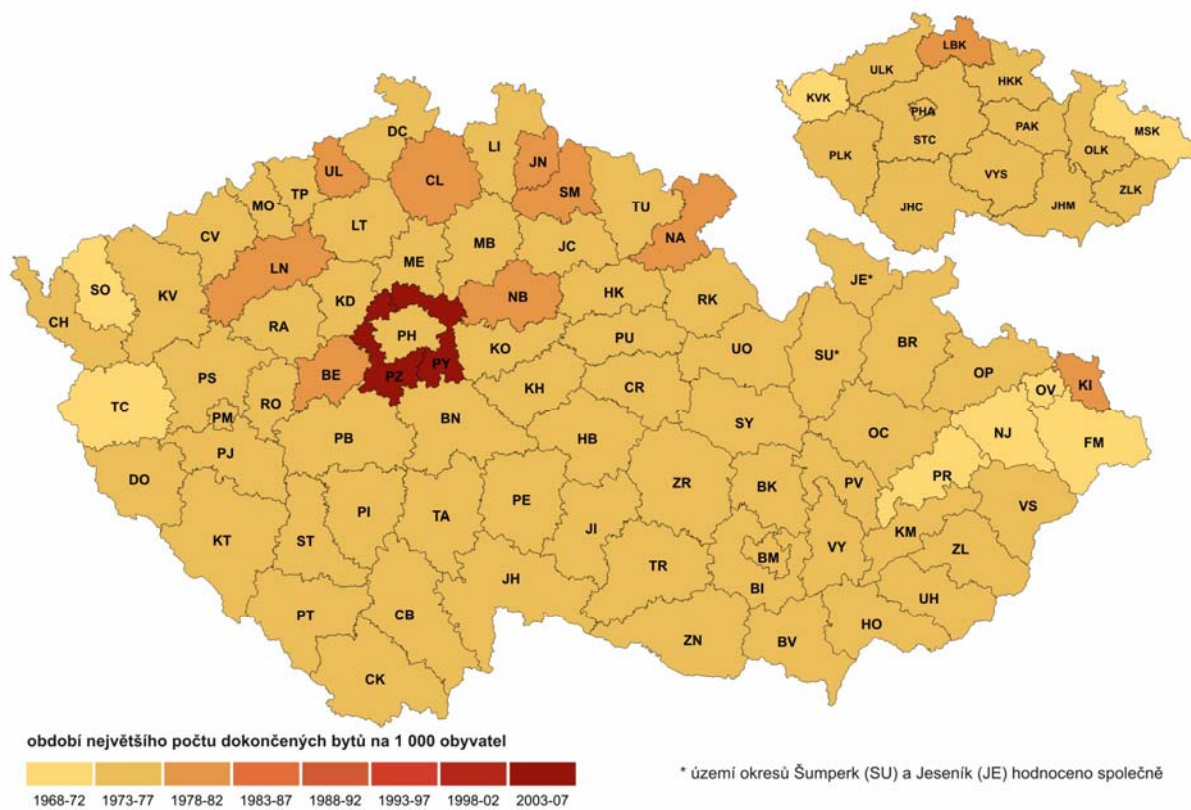 LBK
ULK
HKK
KVK
PHA
PAK
MSK
STC
OLK
PLK
VYS
ZLK
JHC
JHM
DC
LI
JN
UL
CL
SM
TP
MO
TU
LT
CV
MB
JC
NA
ME
LN
SO
KV
KD
NB
HK
RK
JE*
CH
RA
PH
KO
PU
UO
SU*
BR
PY
BE
PZ
OP
KI
OV
PS
RO
KH
CR
TC
PM
BN
SY
OC
NJ
FM
PB
HB
PJ
DO
PR
ZR
BK
PV
VS
PE
PI
TA
KT
ST
JI
KM
ZL
VY
BM
TR
BI
JH
UH
PT
CB
HO
ZN
BV
CK
období největšího počtu dokončených bytů na 1 000 obyvatel
1968-72 1973-77 1978-82 1983-87 1988-92 1993-97 1998-02 2003-07
* území okresů Šumperk (SU) a Jeseník (JE) hodnoceno společně